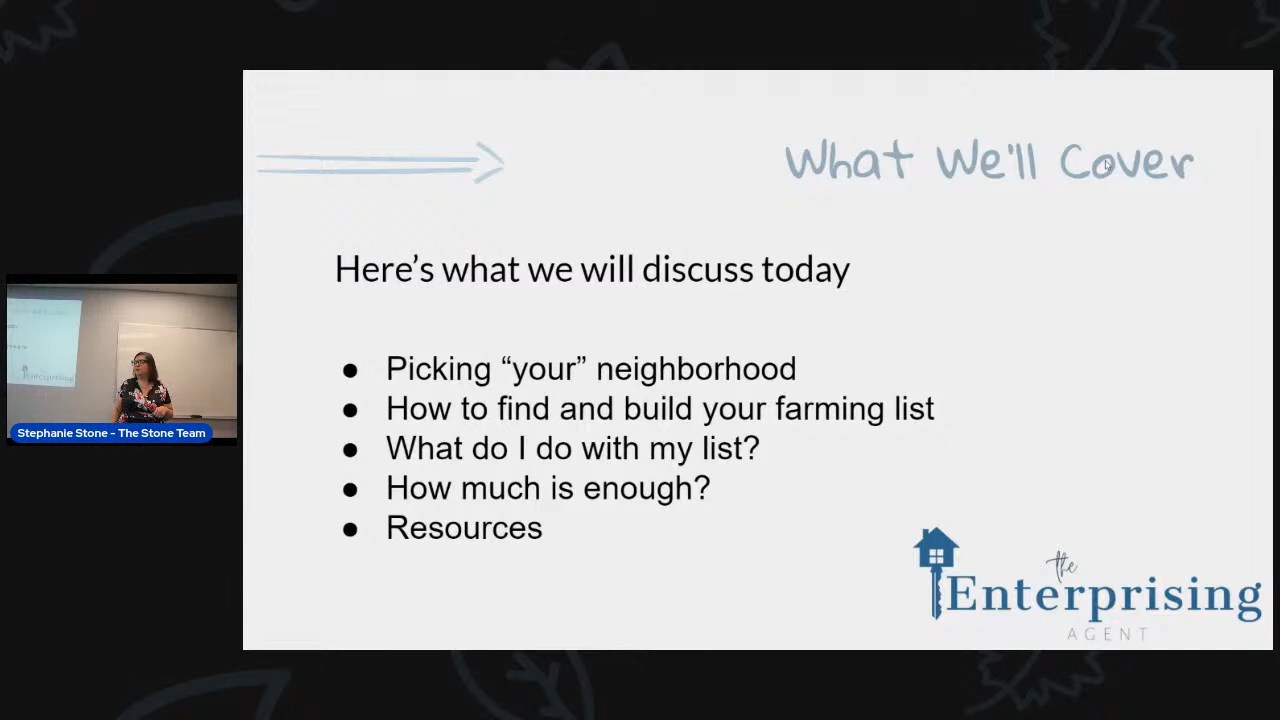 What We'll Cover
Here's what we will discuss today
● Picking “your” neighborhood
● How to find and build your farming list
● What do I do with my list?
● How much is enough?
● Resources
Stephanie Stone - The Stone Team
the
Enterprising
AGENT